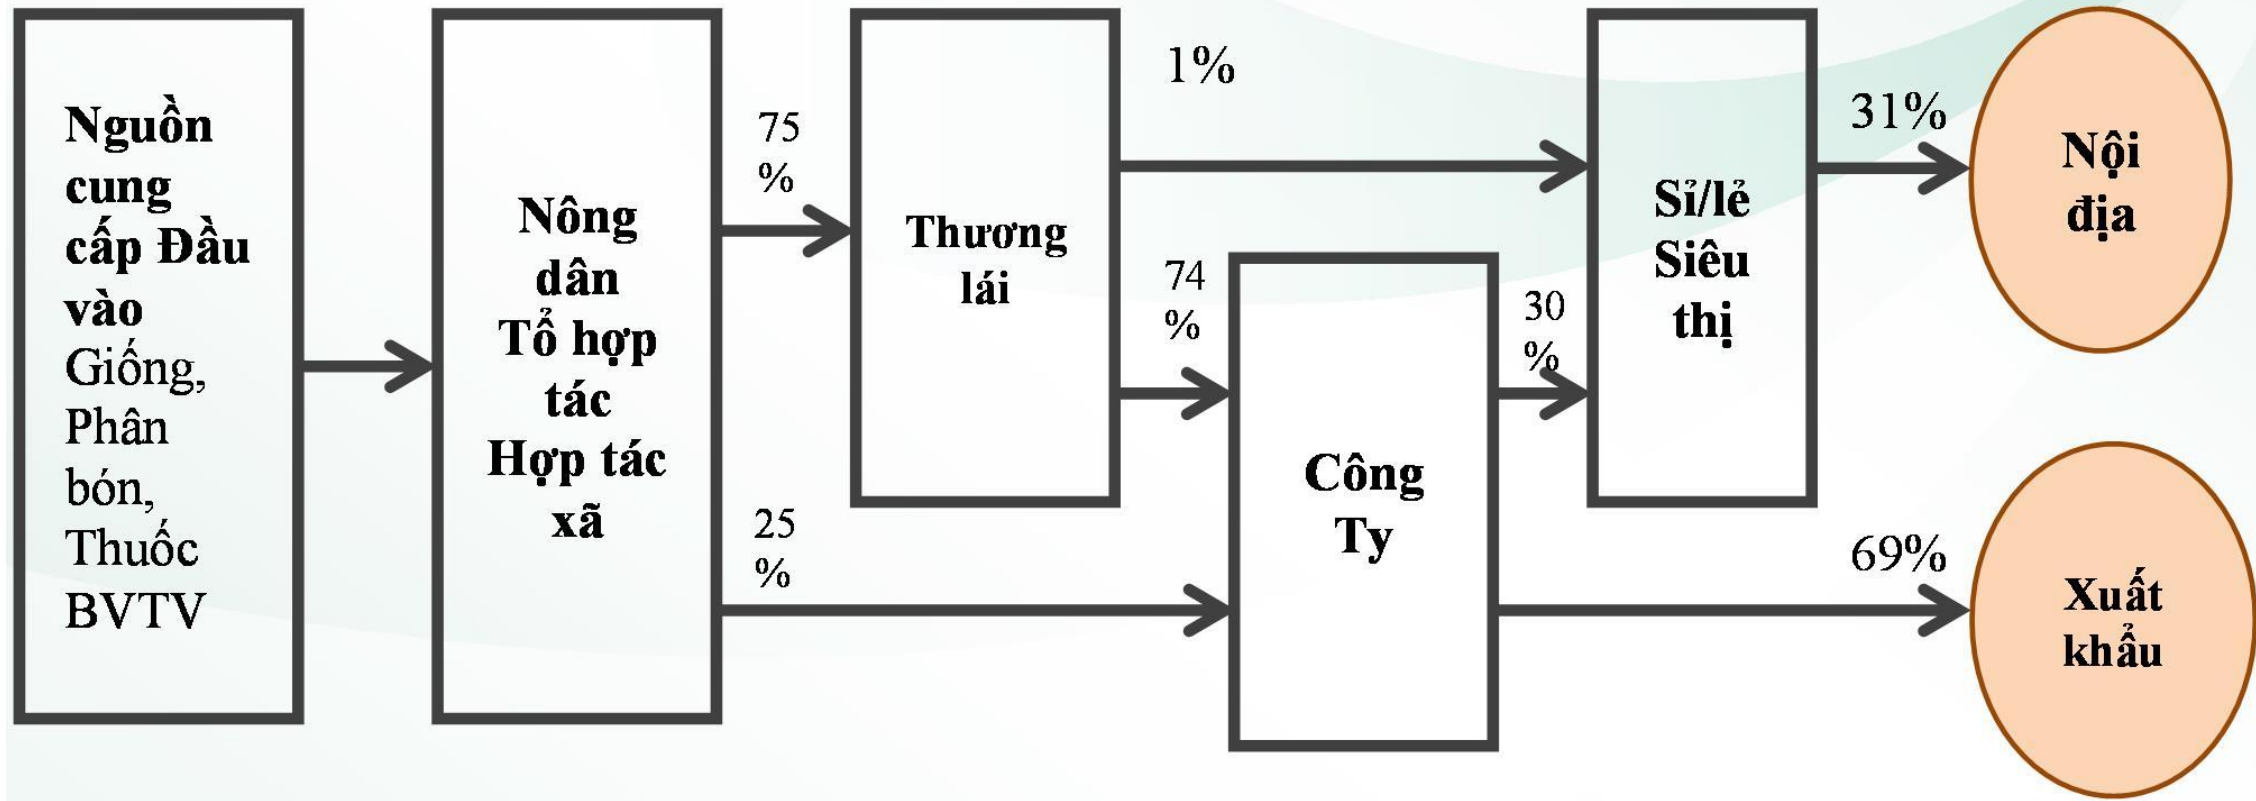 Nguồn
cung
cấp Đầu
vào
Giống,
Phân
bón,
Thuốc
BVTV
Nông
dân
Tổ hợp
tác
Hợp tác
xã
75
%
25
%
Thương
lái
1%
74
%
Công
Ty
30
%
Sỉ/lẻ
Siêu
thị
31%
69%
Nội
địa
Xuất
khẩu